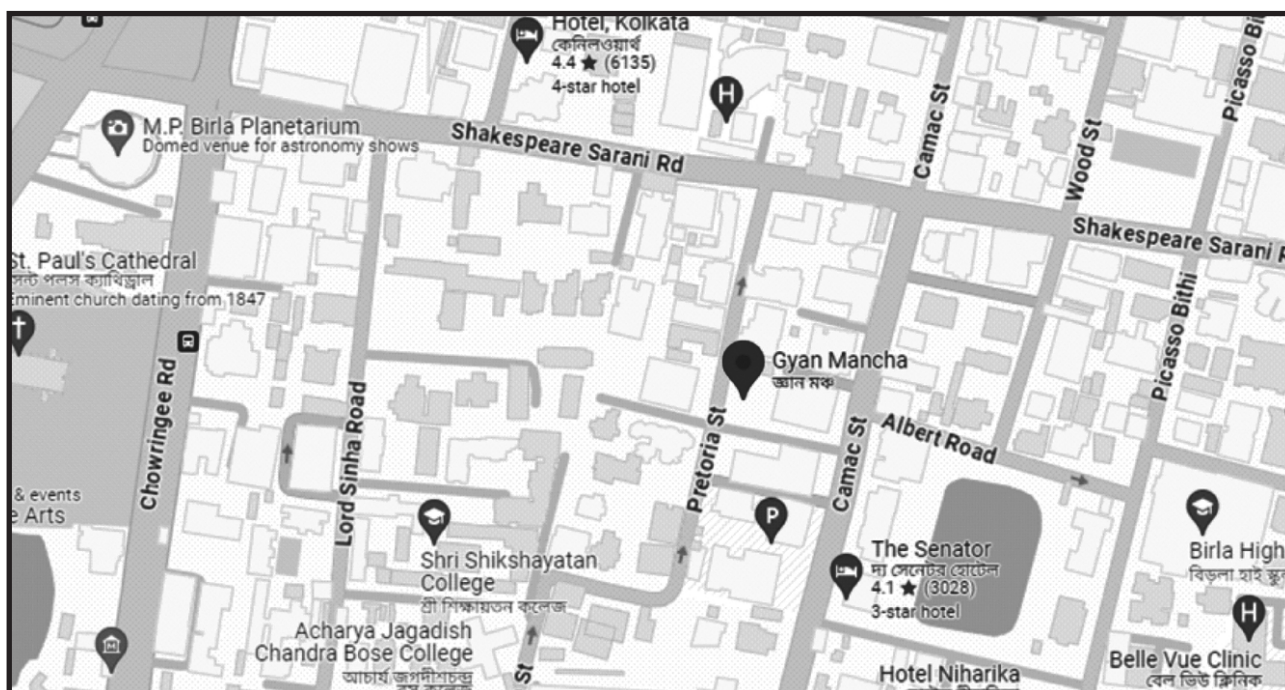 Hotel, Kolkata
কেনিলওয়ার্থ
4.4 ★ (6135)
4-star hotel
H
Camac St
Wood St
Picasso Bit
M.P. Birla Planetarium
Domed venue for astronomy shows
Shakespeare Sarani Rd
Shakespeare Sarani R
St. Paul's Cathedral
সেন্ট পলস ক্যাথিড্রাল
Eminent church dating from 1847
Chowringee Rd
Lord Sinha Road
Pretoria St
Gyan Mancha
জ্ঞান মঞ্চ
Camac St
Albert Road
Picasso Bithi
& events
e Arts
P
Shri Shikshayatan
College
শ্রী শিক্ষায়তন কলেজ
The Senator
দ্য সেনেটর হোটেল
4.1 ★ (3028)
3-star hotel
Birla High
বিড়লা হাই স্কু
H
Acharya Jagadish
Chandra Bose College
আচার্য জগদীশচন্দ্র
বসু কলেজ
St
Hotel Niharika
Belle Vue Clinic
বেল ভিউ ক্লিনিক